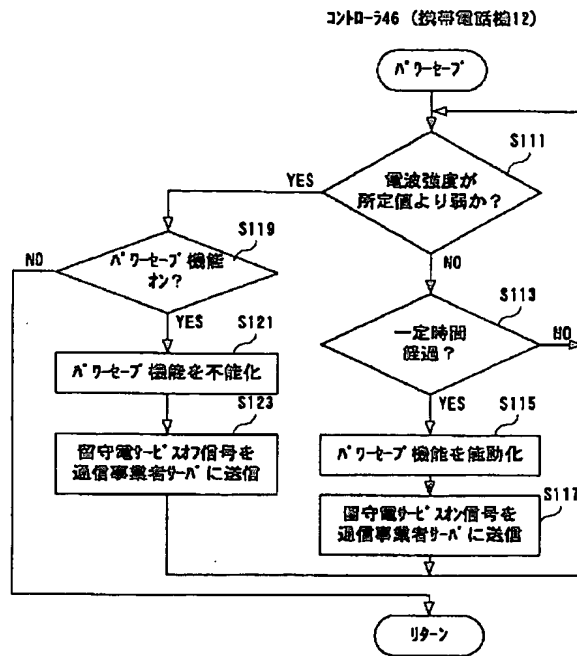 コントローラ46 (携帯電話機12)
パワーセーブ
S111
電波強度が
所定値より弱か?
YES
NO
S119
パワーセーブ機能
オン?
NO
YES
S113
一定時間
経過?
NO
YES
S121
パワーセーブ機能を不能化
S115
パワーセーブ機能を能動化
S123
留守電サービスオフ信号を
通信事業者サーバに送信
S117
留守電サービスオン信号を
通信事業者サーバに送信
リターン